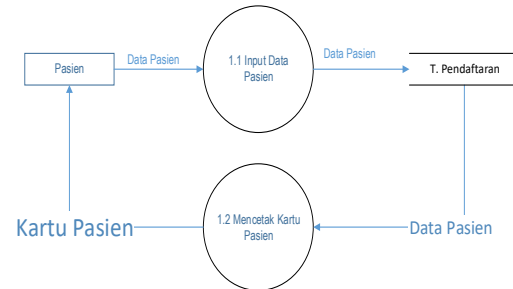 Pasien
Data Pasien
1.1 Input Data
Pasien
Data Pasien
T. Pendaftaran
Kartu Pasien
1.2 Mencetak Kartu
Pasien
Data Pasien